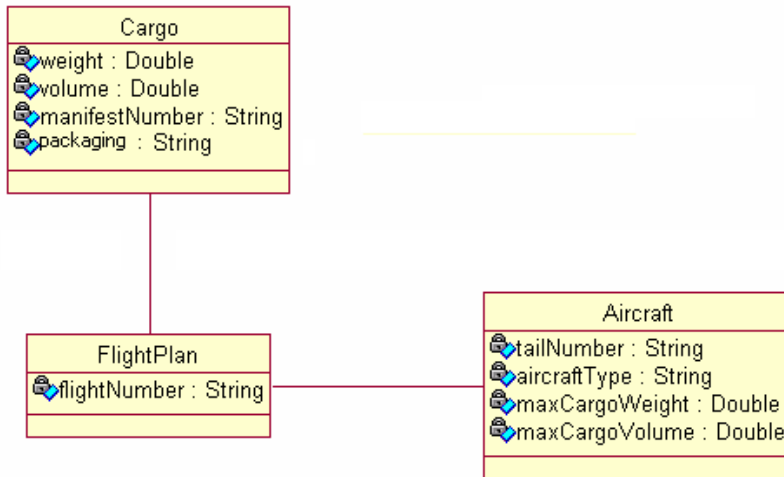 Cargo
weight : Double
volume : Double
manifestNumber : String
packaging : String
FlightPlan
flightNumber : String
Aircraft
tailNumber : String
aircraftType : String
maxCargoWeight : Double
maxCargoVolume : Double